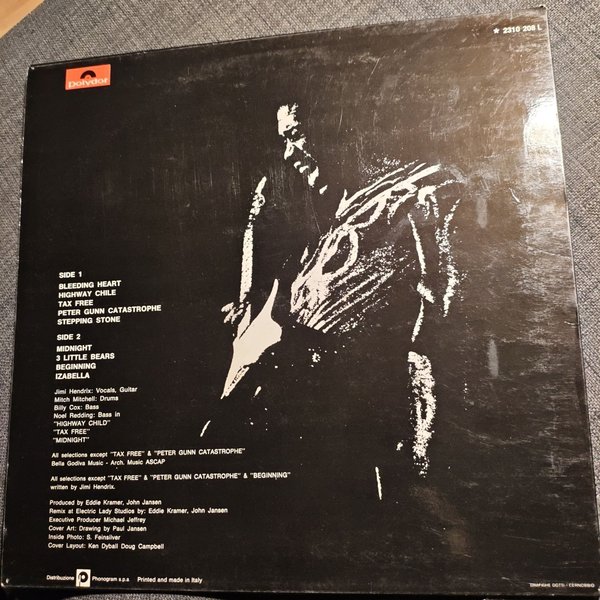 ★ 2310 208 L
Polydor
SIDE 1
BLEEDING HEART
HIGHWAY CHILE
TAX FREE
PETER GUNN CATASTROPHE
STEPPING STONE
SIDE 2
MIDNIGHT
3 LITTLE BEARS
BEGINNING
IZABELLA
Jimi Hendrix: Vocals, Guitar
Mitch Mitchell: Drums
Billy Cox: Bass
Noel Redding: Bass in
"HIGHWAY CHILD"
"TAX FREE"
"MIDNIGHT"
All selections except "TAX FREE" & "PETER GUNN CATASTROPHE"
Bella Godiva Music - Arch. Music ASCAP
All selections except "TAX FREE" & "PETER GUNN CATASTROPHE" & "BEGINNING"
written by Jimi Hendrix.
Produced by Eddie Kramer, John Jansen
Remix at Electric Lady Studios by: Eddie Kramer, John Jansen
Executive Producer Michael Jeffrey
Cover Art: Drawing by Paul Jansen
Inside Photo: S. Feinsilver
Cover Layout: Ken Dyball Doug Campbell
Distribuzione P Phonogram s.p.a. Printed and made in Italy
GRAFICHE DOTTI - CERNUSCO